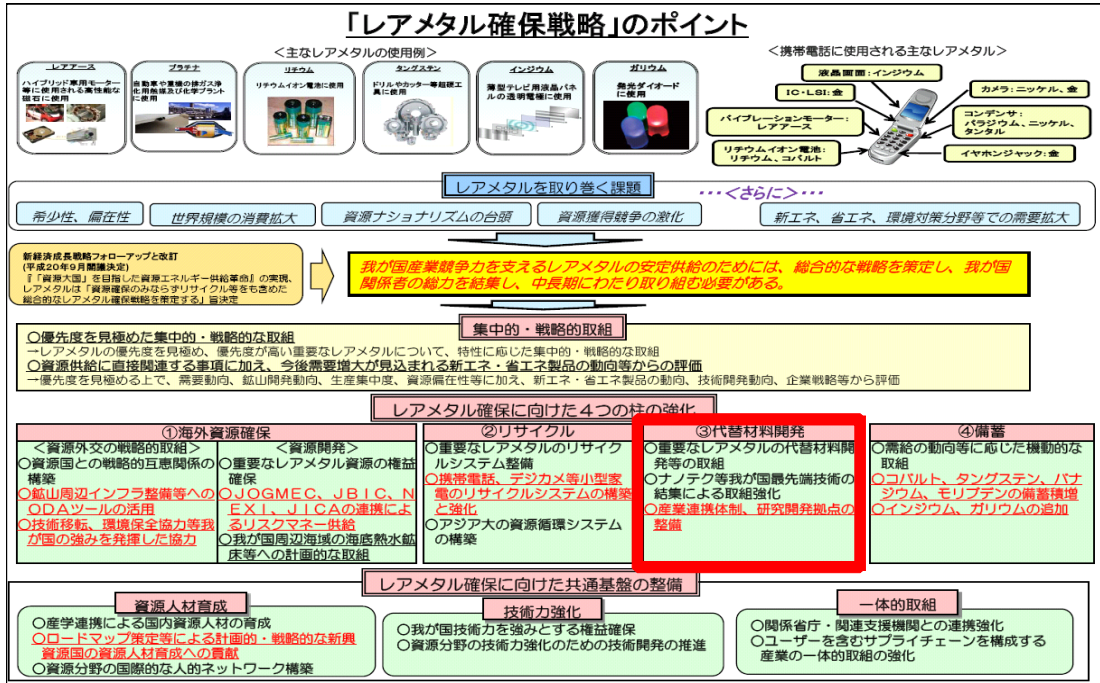 「レアメタル確保戦略」のポイント
＜主なレアメタルの使用例＞
レアアース
ハイブリッド車用モーター
等に使用される高性能な
磁石に使用
プラチナ
自動車や重機の排ガス浄
化用触媒及び化学プラント
に使用
リチウム
リチウムイオン電池に使用
タングステン
ドリルやカッター等超硬工
具に使用
インジウム
薄型テレビ用液晶パネ
ルの透明電極に使用
ガリウム
発光ダイオード
に使用
＜携帯電話に使用される主なレアメタル＞
液晶画面：インジウム
IC・LSI：金
カメラ：ニッケル、金
バイブレーションモーター：
レアアース
コンデンサ：
パラジウム、ニッケル、
タンタル
リチウムイオン電池：
リチウム、コバルト
イヤホンジャック：金
レアメタルを取り巻く課題
・・・＜さらに＞・・・
希少性、偏在性
世界規模の消費拡大
資源ナショナリズムの台頭
資源獲得競争の激化
新エネ、省エネ、環境対策分野等での需要拡大
新経済成長戦略フォローアップと改訂
(平成20年9月閣議決定)
『「資源大国」を目指した資源エネルギー供給革命』の実現、
レアメタルは「資源確保のみならずリサイクル等をも含めた
総合的なレアメタル確保戦略を策定する」旨決定
我が国産業競争力を支えるレアメタルの安定供給のためには、総合的な戦略を策定し、我が国
関係者の総力を結集し、中長期にわたり取り組む必要がある。
集中的・戦略的取組
○優先度を見極めた集中的・戦略的な取組
→レアメタルの優先度を見極め、優先度が高い重要なレアメタルについて、特性に応じた集中的・戦略的取組
○資源供給に直接関連する事項に加え、今後需要増大が見込まれる新エネ・省エネ製品の動向等からの評価
→優先度を見極める上で、需要動向、鉱山開発動向、生産集中度、資源偏在性等に加え、新エネ・省エネ製品の動向、技術開発動向、企業戦略等から評価
レアメタル確保に向けた４つの柱の強化
①海外資源確保
＜資源外交の戦略的取組＞
○資源国との戦略的互恵関係の
構築
○鉱山周辺インフラ整備等への
ODAツールの活用
○技術移転、環境保全協力等我
が国の強みを発揮した協力
＜資源開発＞
○重要なレアメタル資源の権益
確保
○JOGMEC、JBIC、N
EXI、JICAの連携によ
るリスクマネー供給
○我が国周辺海域の海底熱水鉱
床等への計画的な取組
②リサイクル
○重要なレアメタルのリサイク
ルシステム整備
○携帯電話、デジカメ等小型家
電のリサイクルシステムの構築
と強化
○アジア大の資源循環システム
の構築
③代替材料開発
○重要なレアメタルの代替材料開
発等の取組
○ナノテク等我が国最先端技術の
結集による取組強化
○産業連携体制、研究開発拠点の
整備
④備蓄
○需給の動向等に応じた機動的な
取組
○コバルト、タングステン、バナ
ジウム、モリブデンの備蓄積増
○インジウム、ガリウムの追加
レアメタル確保に向けた共通基盤の整備
資源人材育成
○産学連携による国内資源人材の育成
○ロードマップ策定等による計画的・戦略的な新興
資源国の資源人材育成への貢献
○資源分野の国際的な人的ネットワーク構築
技術力強化
○我が国技術力を強みとする権益確保
○資源分野の技術力強化のための技術開発の推進
一体的取組
○関係省庁・関連支援機関との連携強化
○ユーザーを含むサプライチェーンを構成する
産業の一体的取組の強化